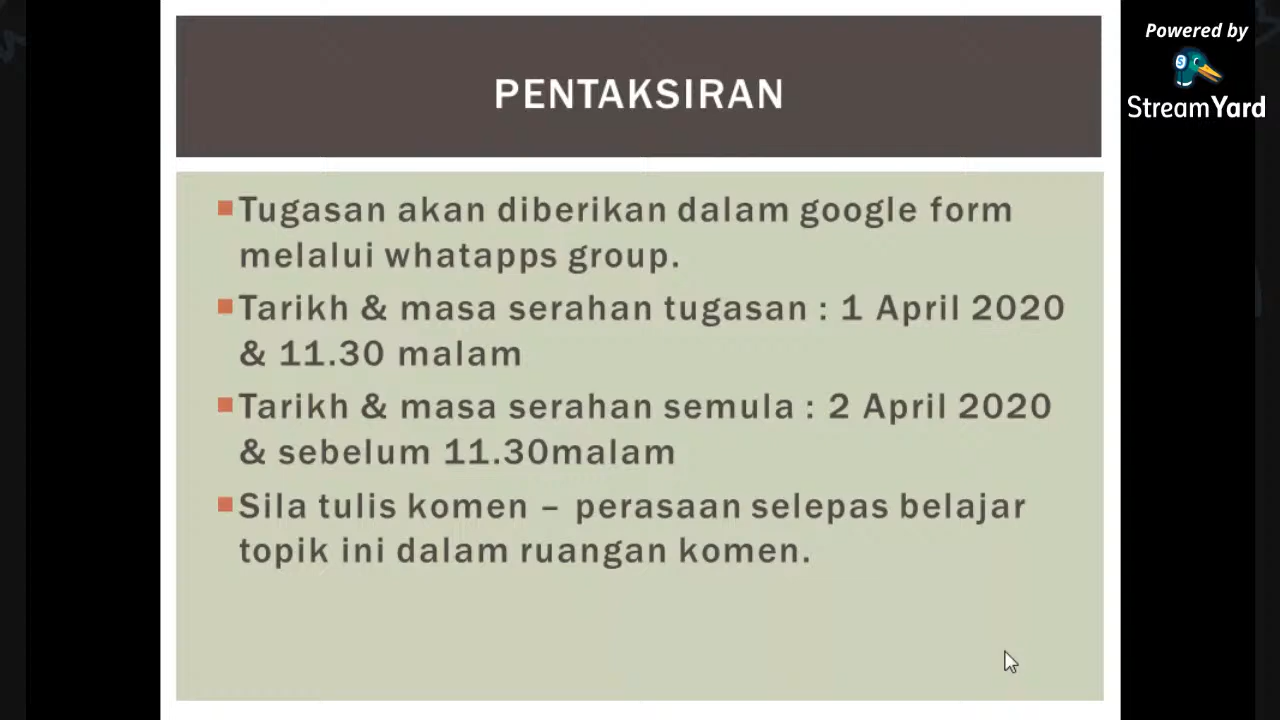 PENTAKSIRAN
Tugasan akan diberikan dalam google form
melalui whatapps group.
Tarikh & masa serahan tugasan : 1 April 2020
& 11.30 malam
Tarikh & masa serahan semula : 2 April 2020
& sebelum 11.30malam
Sila tulis komen – perasaan selepas belajar
topik ini dalam ruangan komen.
Powered by
S
StreamYard